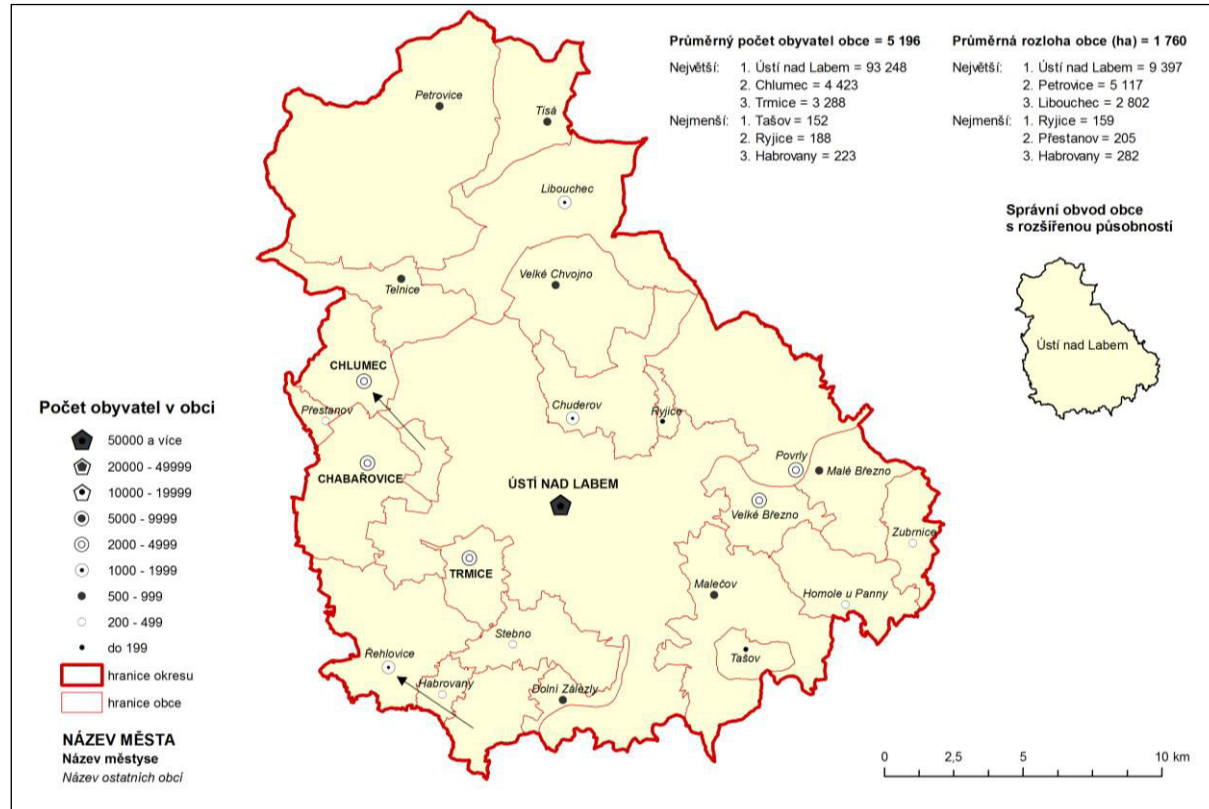 Průměrný počet obyvatel obce = 5 196
Největší: 1. Ústí nad Labem = 93 248
2. Chlumec = 4 423
3. Trmice = 3 288
Nejmenší: 1. Tašov = 152
2. Ryjice = 188
3. Habrovany = 223
Průměrná rozloha obce (ha) = 1 760
Největší: 1. Ústí nad Labem = 9 397
2. Petrovice = 5 117
3. Libouchec = 2 802
Nejmenší: 1. Ryjice = 159
2. Přestanov = 205
3. Habrovany = 282
Správní obvod obce
s rozšířenou působností
Ústí nad Labem
Petrovice
Tisá
Libouchec
Telnice
Velké Chvojno
CHLUMEC
Přestanov
Chuderov
Ryjice
CHABAŘOVICE
ÚSTÍ NAD LABEM
Povrly
Malé Březno
Velké Březno
Zubrnice
TRMICE
Malečov
Homole u Panny
Stebno
Tašov
Řehlovice
Habrovany
Dolní Zálezly
Počet obyvatel v obci
50000 a více
20000 - 49999
10000 - 19999
5000 - 9999
2000 - 4999
1000 - 1999
500 - 999
200 - 499
do 199
hranice okresu
hranice obce
NÁZEV MĚSTA
Název městyse
Název ostatních obcí
0 2,5 5 10 km